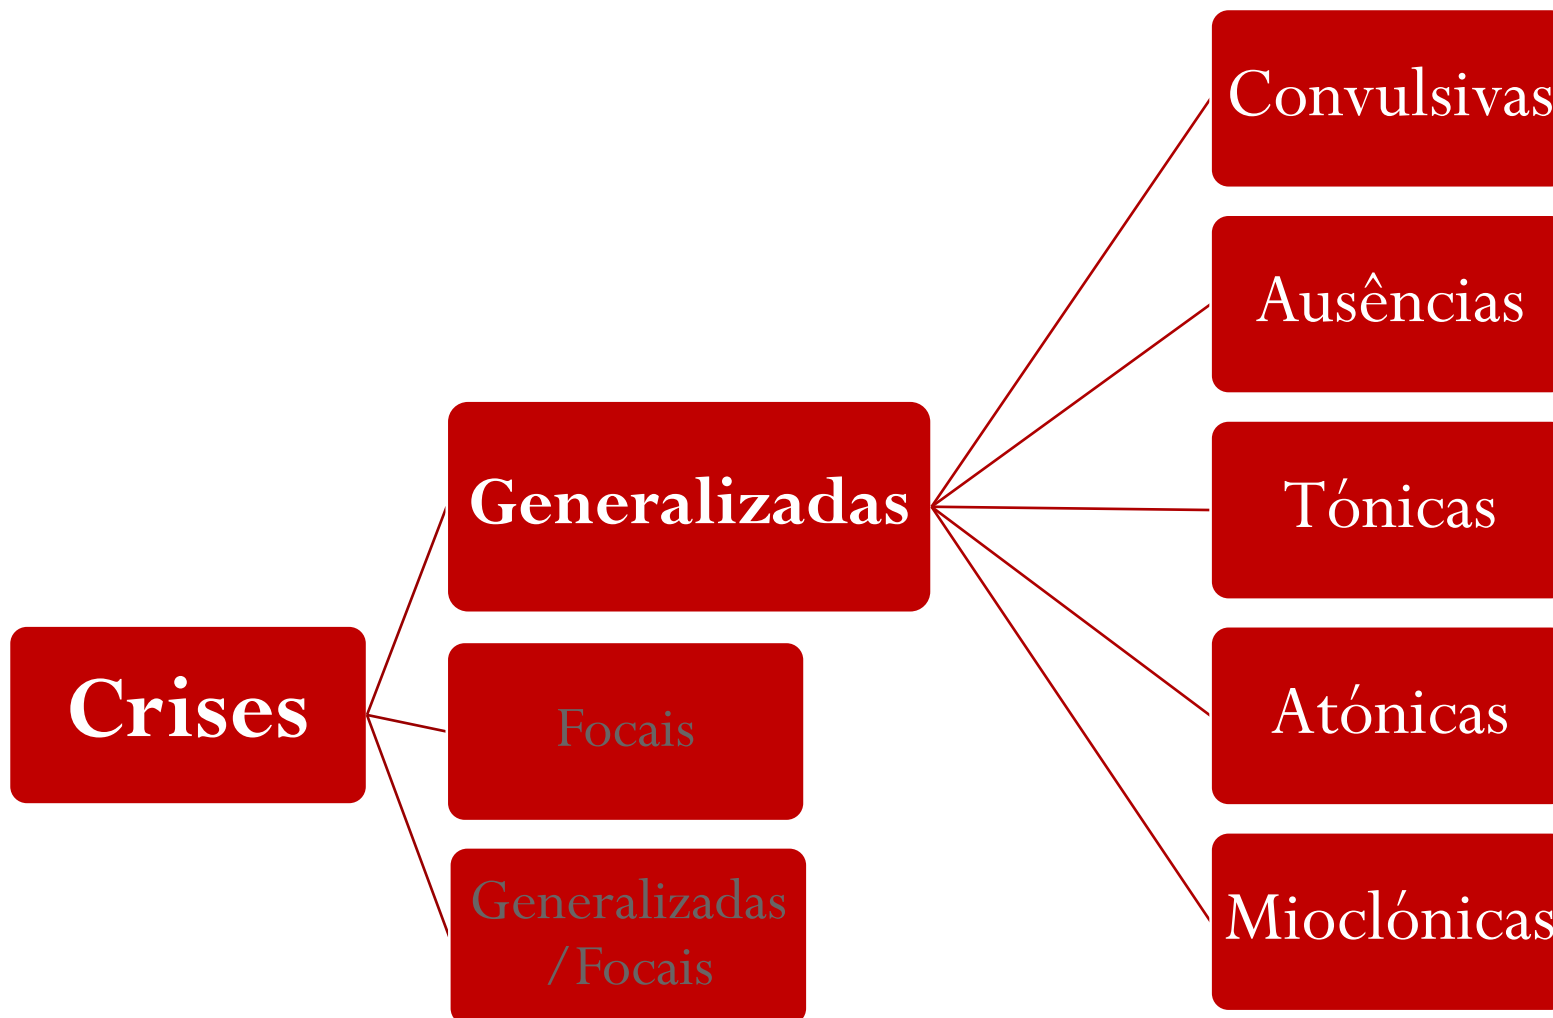 Crises
Generalizadas
Focais
Generalizadas
/Focais
Convulsivas
Ausências
Tónicas
Atónicas
Mioclónicas